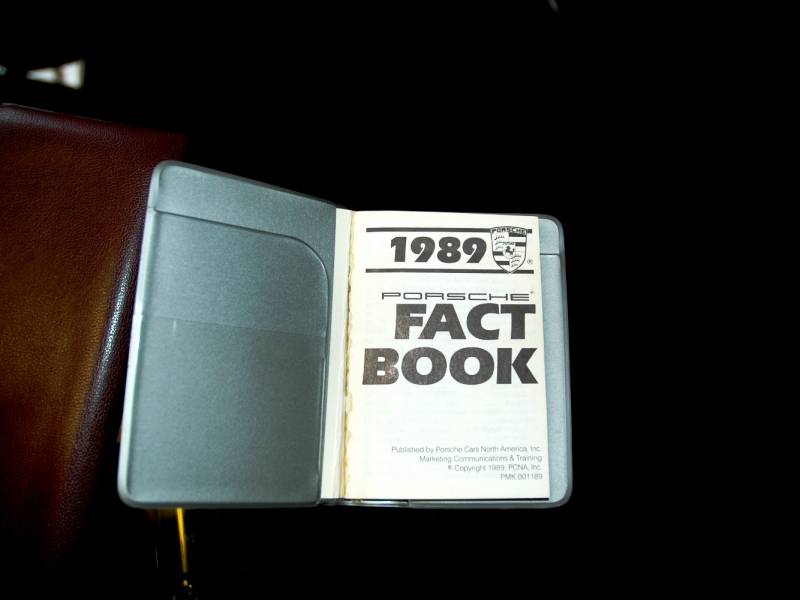 1989
PORSCHE
®
PORSCHE
FACT
BOOK
Published by Porsche Cars North America, Inc.
Marketing Communications & Training
© Copyright 1989, PCNA, Inc.
PMK 001189